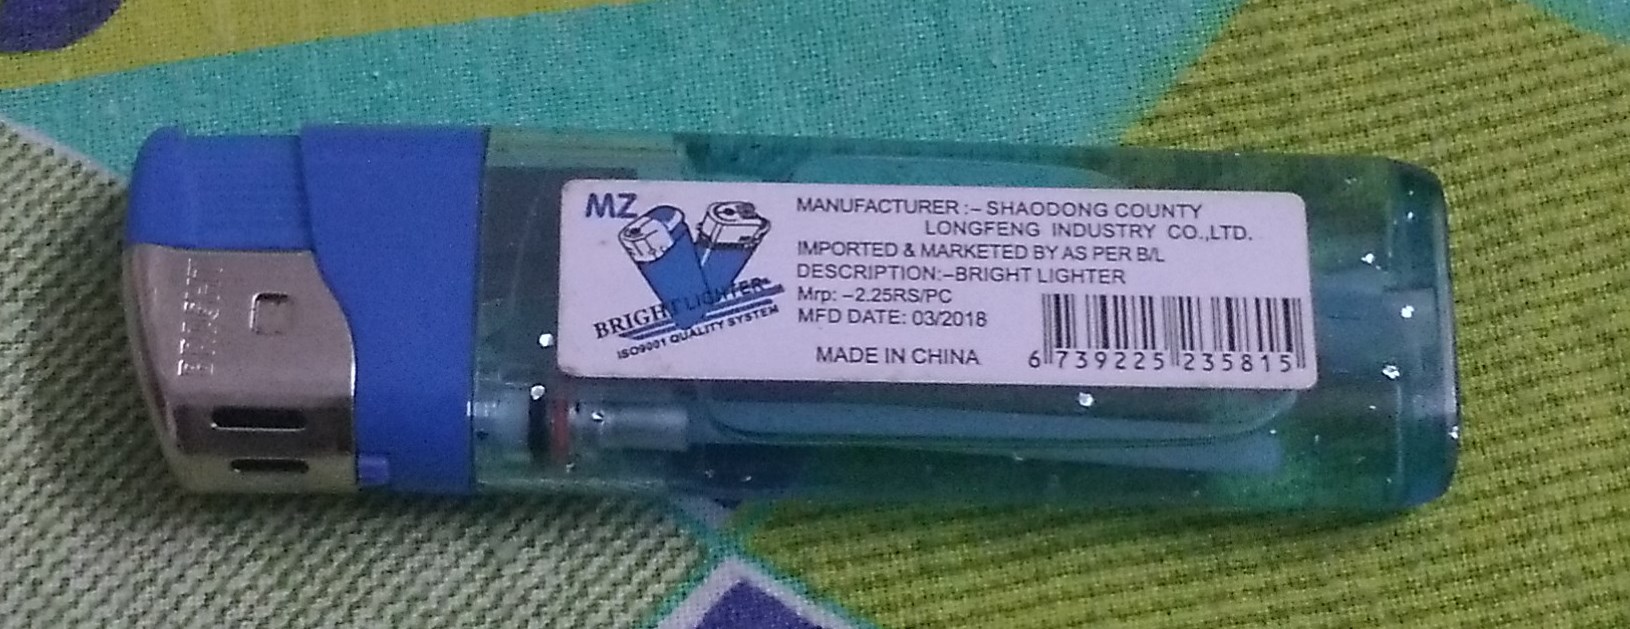 MZ
BRIGHT LIGHTER
ISO9001 QUALITY SYSTEM
MANUFACTURER :– SHAODONG COUNTY
LONGFENG INDUSTRY CO.,LTD.
IMPORTED & MARKETED BY AS PER B/L
DESCRIPTION:–BRIGHT LIGHTER
Mrp: –2.25RS/PC
MFD DATE: 03/2018
MADE IN CHINA
6 739225 235815